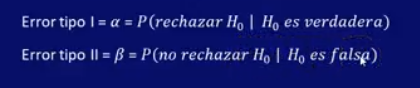 Error tipo I = α = P(rechazar H₀ | H₀ es verdadera)
Error tipo II = β = P(no rechazar H₀ | H₀ es falsa)